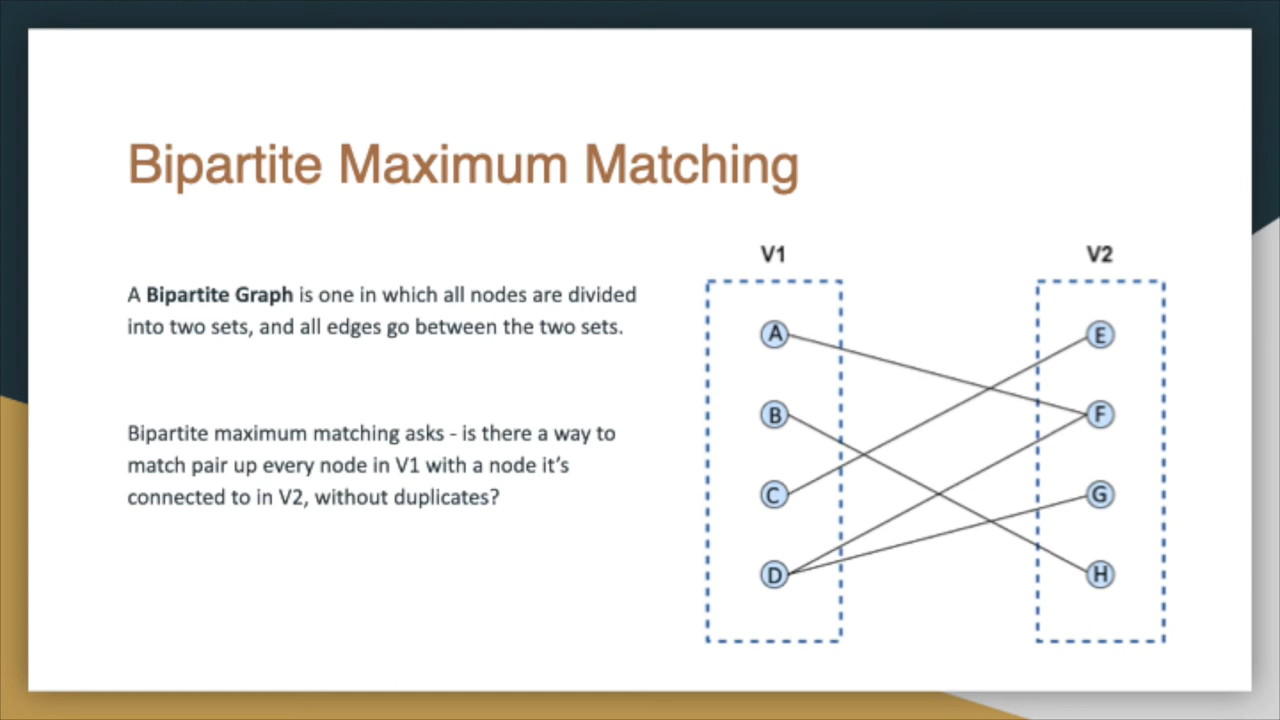 Bipartite Maximum Matching
A Bipartite Graph is one in which all nodes are divided
into two sets, and all edges go between the two sets.
Bipartite maximum matching asks - is there a way to
match pair up every node in V1 with a node it’s
connected to in V2, without duplicates?
V1
V2
A
E
B
F
C
G
D
H